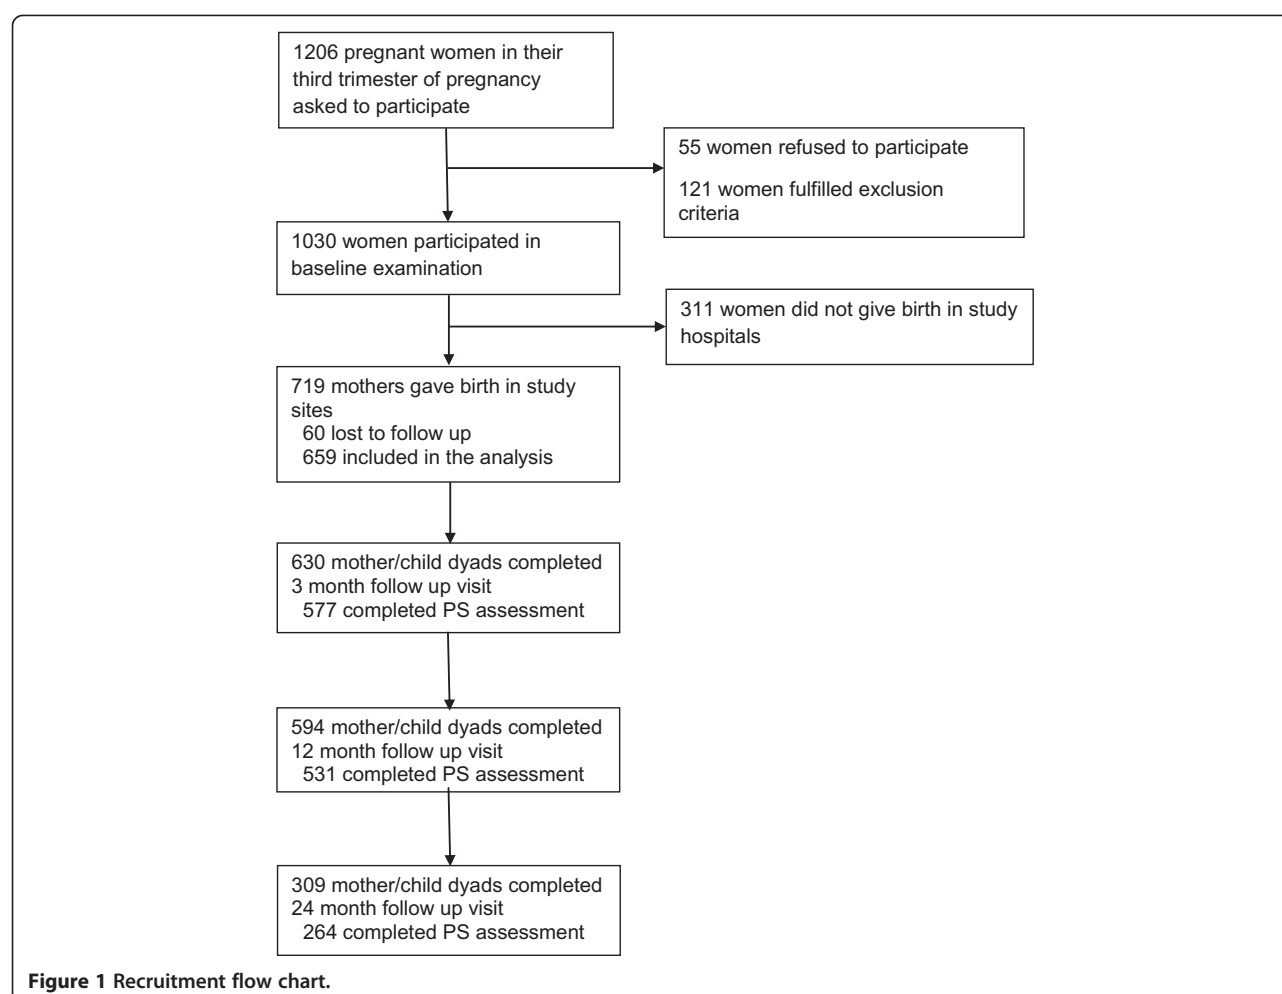 1206 pregnant women in their
third trimester of pregnancy
asked to participate
55 women refused to participate
121 women fulfilled exclusion
criteria
1030 women participated in
baseline examination
311 women did not give birth in study
hospitals
719 mothers gave birth in study
sites
60 lost to follow up
659 included in the analysis
630 mother/child dyads completed
3 month follow up visit
577 completed PS assessment
594 mother/child dyads completed
12 month follow up visit
531 completed PS assessment
309 mother/child dyads completed
24 month follow up visit
264 completed PS assessment
Figure 1 Recruitment flow chart.